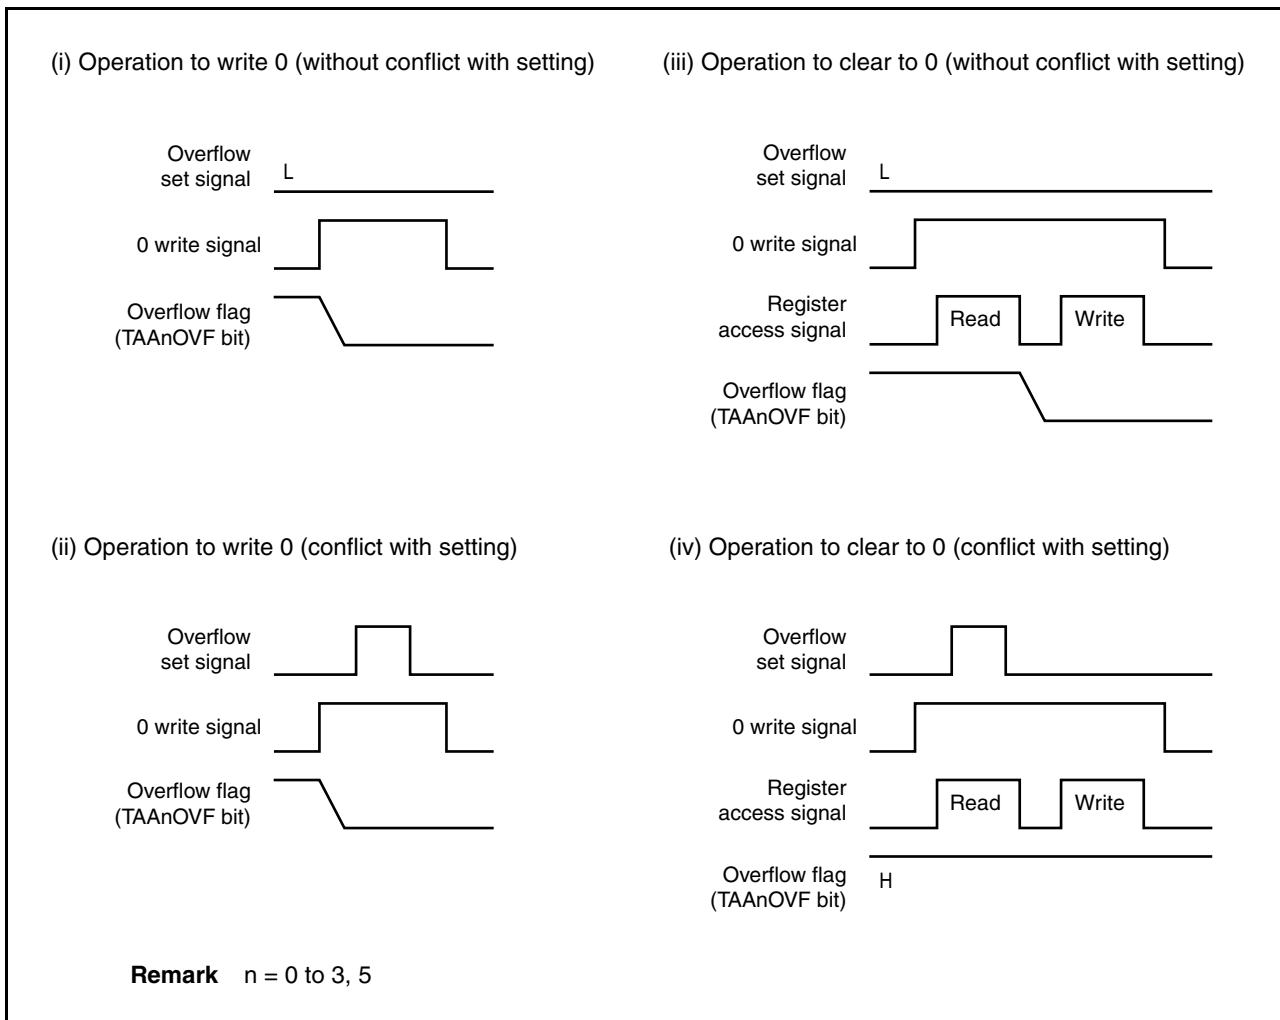 (i) Operation to write 0 (without conflict with setting)
Overflow
set signal
L
0 write signal
Overflow flag
(TAAnOVF bit)
(iii) Operation to clear to 0 (without conflict with setting)
Overflow
set signal
L
0 write signal
Register
access signal
Read
Write
Overflow flag
(TAAnOVF bit)
(ii) Operation to write 0 (conflict with setting)
Overflow
set signal
0 write signal
Overflow flag
(TAAnOVF bit)
(iv) Operation to clear to 0 (conflict with setting)
Overflow
set signal
0 write signal
Register
access signal
Read
Write
Overflow flag
(TAAnOVF bit)
H
Remark n = 0 to 3, 5